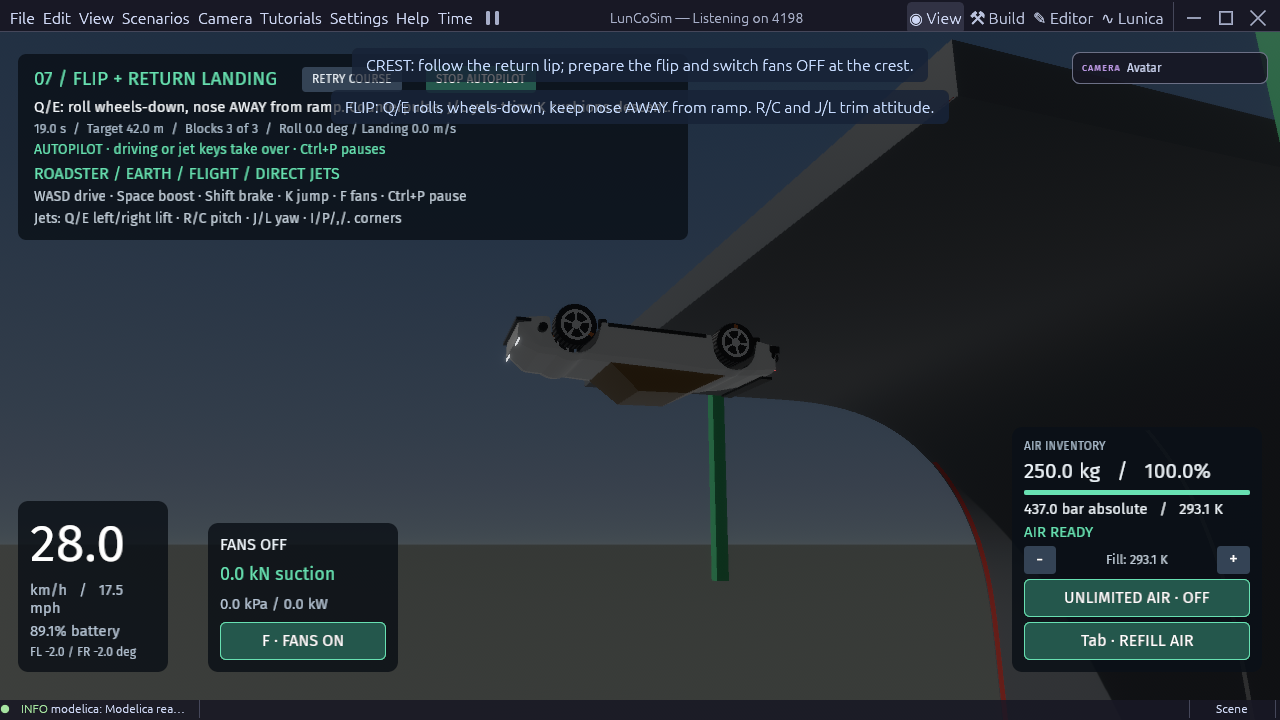 File Edit View Scenarios Camera Tutorials Settings Help Time
LunCoSim — Listening on 4198
View Build Editor Lunica
CREST: follow the return lip; prepare the flip and switch fans OFF at the crest.
07 / FLIP + RETURN LANDING
RETRY COURSE
STOP AUTOPILOT
CAMERA Avatar
Q/E: roll wheels-down, nose AWAY from ramp
FLIP: Q/E rolls wheels-down, keep nose AWAY from ramp. R/C and J/L trim attitude.
19.0 s / Target 42.0 m / Blocks 3 of 3 / Roll 0.0 deg / Landing 0.0 m/s
AUTOPILOT · driving or jet keys take over · Ctrl+P pauses
ROADSTER / EARTH / FLIGHT / DIRECT JETS
WASD drive · Space boost · Shift brake · K jump · F fans · Ctrl+P pause
Jets: Q/E left/right lift · R/C pitch · J/L yaw · I/P/,/. corners
AIR INVENTORY
250.0 kg / 100.0%
437.0 bar absolute / 293.1 K
AIR READY
- Fill: 293.1 K +
UNLIMITED AIR · OFF
Tab · REFILL AIR
28.0
km/h / 17.5
mph
89.1% battery
FL -2.0 / FR -2.0 deg
FANS OFF
0.0 kN suction
0.0 kPa / 0.0 kW
F · FANS ON
INFO modelica: Modelica rea...
Scene